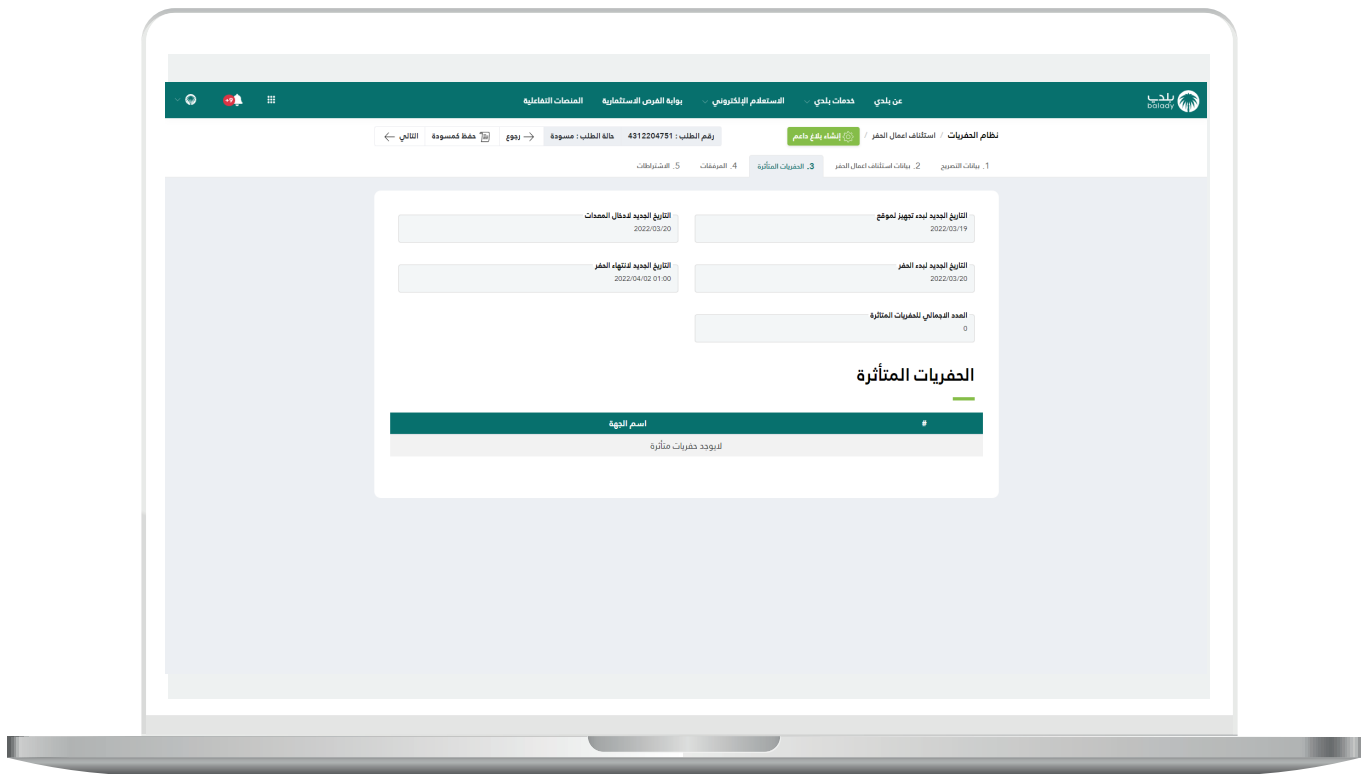 بلدي
balady
عن بلدي
خدمات بلدي
الاستعلام الإلكتروني
بوابة الفرص الاستثمارية
المنصات التفاعلية
+9
نظام الحفريات / استئناف اعمال الحفر /
إنشاء بلاغ داعم
رقم الطلب : 4312204751
حالة الطلب : مسودة
رجوع
حفظ كمسودة
التالي
1. بيانات التصريح
2. بيانات استئناف اعمال الحفر
3. الحفريات المتأثرة
4. المرفقات
5. الاشتراطات
التاريخ الجديد لبدء تجهيز لموقع
2022/03/19
التاريخ الجديد لادخال المعدات
2022/03/20
التاريخ الجديد لبدء الحفر
2022/03/20
التاريخ الجديد لانتهاء الحفر
2022/04/02 01:00
العدد الاجمالي للحفريات المتاثرة
0
الحفريات المتأثرة
# اسم الجهة
لايوجد حفريات متأثرة